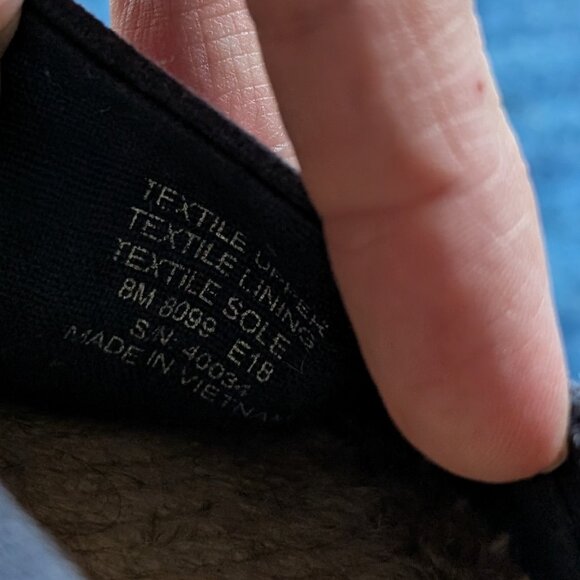 TEXTILE UPPER
TEXTILE LINING
TEXTILE SOLE
8M 8099 E18
S/N: 40034
MADE IN VIETNAM